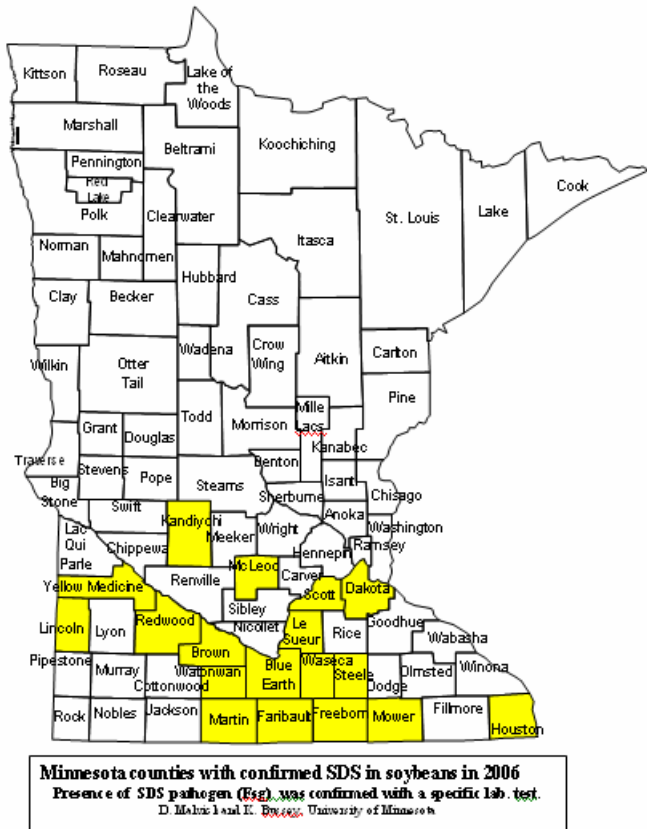 Kittson
Roseau
Lake of
the
Woods
Marshall
Beltrami
Koochiching
Pennington
Red
Lake
Polk
Clearwater
Cook
Lake
St. Louis
Itasca
Norman
Mahnomen
Hubbard
Cass
Clay
Becker
Wadena
Crow
Wing
Aitkin
Carlton
Wilkin
Otter
Tail
Pine
Todd
Morrison
Mille
Lacs
Kanabec
Grant
Douglas
Traverse
Stevens
Pope
Stearns
Benton
Isanti
Chisago
Big
Stone
Swift
Sherburne
Anoka
Washington
Kandiychi
Meeker
Wright
Hennepin
Ramsey
Lac
Qui
Parle
Chippewa
McLeod
Carver
Scott
Dakota
Yellow Medicine
Renville
Sibley
Nicollet
Le
Sueur
Rice
Goodhue
Wabasha
Lincoln
Lyon
Redwood
Brown
Pipestone
Murray
Cottonwood
Watonwan
Blue
Earth
Waseca
Steele
Dodge
Olmsted
Winona
Rock
Nobles
Jackson
Martin
Faribault
Freeborn
Mower
Fillmore
Houston
Minnesota counties with confirmed SDS in soybeans in 2006
Presence of SDS pathogen (Fsg) was confirmed with a specific lab. test.
D. Malvick and K. Bussey, University of Minnesota